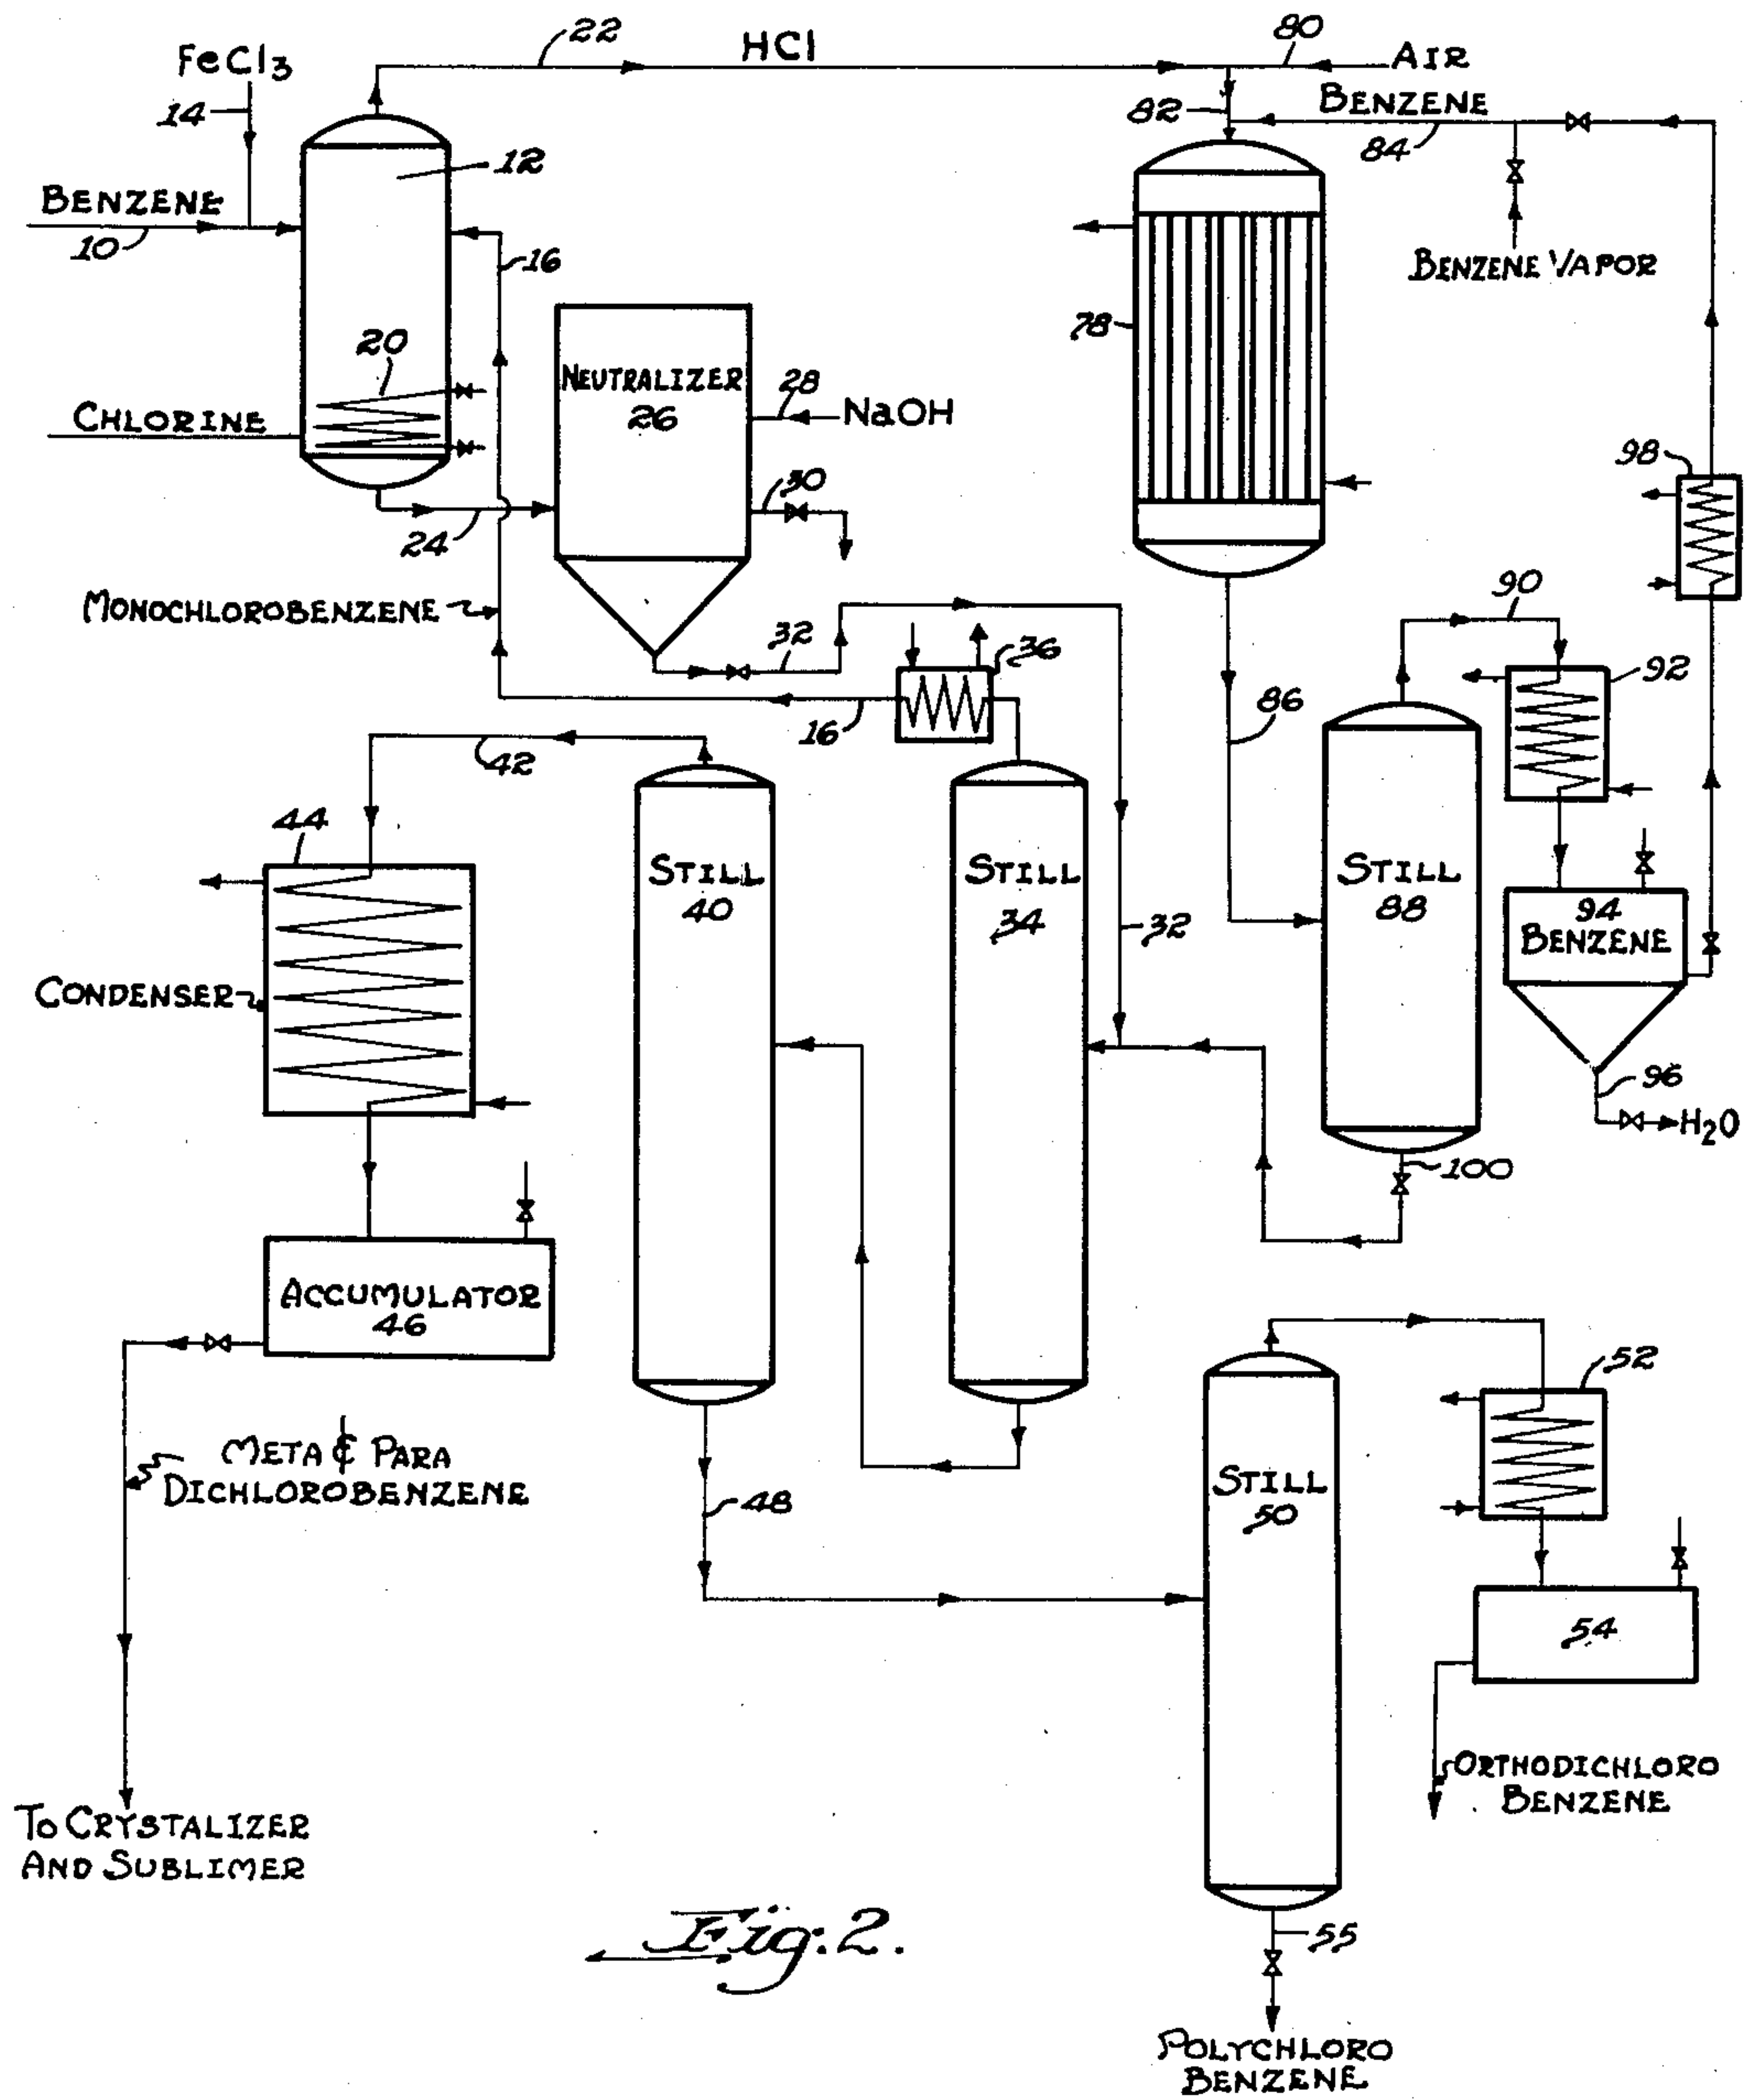 22
HCl
80
AIR
FeCl3
14
82
BENZENE
84
12
BENZENE
10
16
BENZENE VAPOR
78
20
NEUTRALIZER
26
28
NaOH
CHLORINE
30
98
24
MONOCHLOROBENZENE
32
36
90
92
16
86
42
44
STILL
40
STILL
34
STILL
88
94
BENZENE
32
CONDENSER
96
H2O
100
ACCUMULATOR
46
52
META & PARA
DICHLOROBENZENE
48
STILL
50
54
ORTHODICHLORO
BENZENE
TO CRYSTALIZER
AND SUBLIMER
Fig. 2.
55
POLYCHLORO
BENZENE